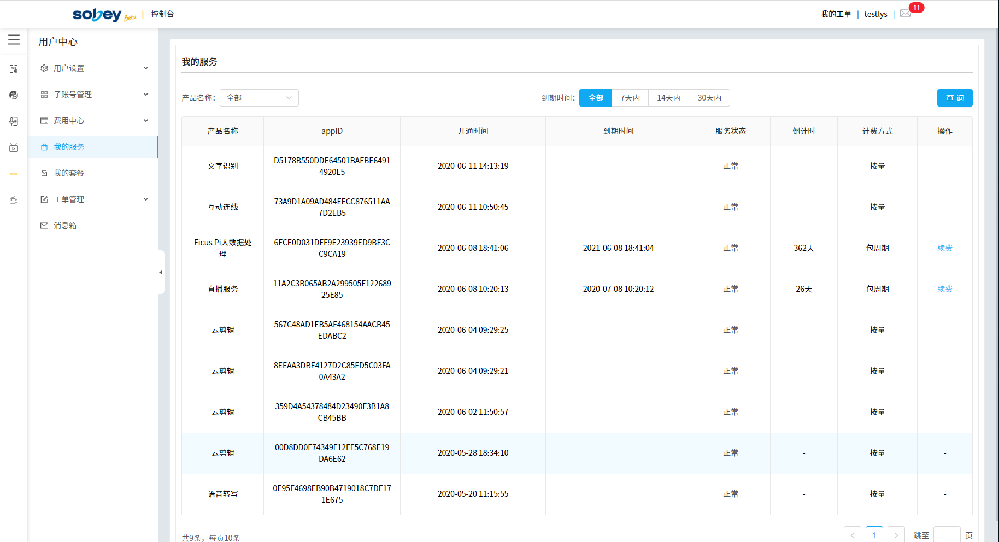 sobey Beta | 控制台
我的工单 | testlys | 11
用户中心
用户设置
子账号管理
费用中心
我的服务
我的套餐
工单管理
消息箱
我的服务
产品名称: 全部 到期时间: 全部 7天内 14天内 30天内 查 询
产品名称 appID 开通时间 到期时间 服务状态 倒计时 计费方式 操作
文字识别 D5178B550DDE64501BAFBE6491 2020-06-11 14:13:19 正常 - 按量 -
4920E5
互动连线 73A9D1A09AD484EECC876511AA 2020-06-11 10:50:45 正常 - 按量 -
7D2EB5
Ficus Pi大数据处 6FCE0D031DFF9E23939ED9BF3C 2020-06-08 18:41:06 2021-06-08 18:41:04 正常 362天 包周期 续费
理 C9CA19
直播服务 11A2C3B065AB2A299505F122689 2020-06-08 10:20:13 2020-07-08 10:20:12 正常 26天 包周期 续费
25E85
云剪辑 567C48AD1EB5AF468154AACB45 2020-06-04 09:29:25 正常 - 按量 -
EDABC2
云剪辑 8EEAA3DBF4127D2C85FD5C03FA 2020-06-04 09:29:21 正常 - 按量 -
0A43A2
云剪辑 359D4A54378484D23490F3B1A8 2020-06-02 11:50:57 正常 - 按量 -
CB45BB
云剪辑 00D8DD0F74349F12FF5C768E19 2020-05-28 18:34:10 正常 - 按量 -
DA6E62
语音转写 0E95F4698EB90B4719018C7DF17 2020-05-20 11:15:55 正常 - 按量 -
1E675
共9条，每页10条 < 1 > 跳至 页